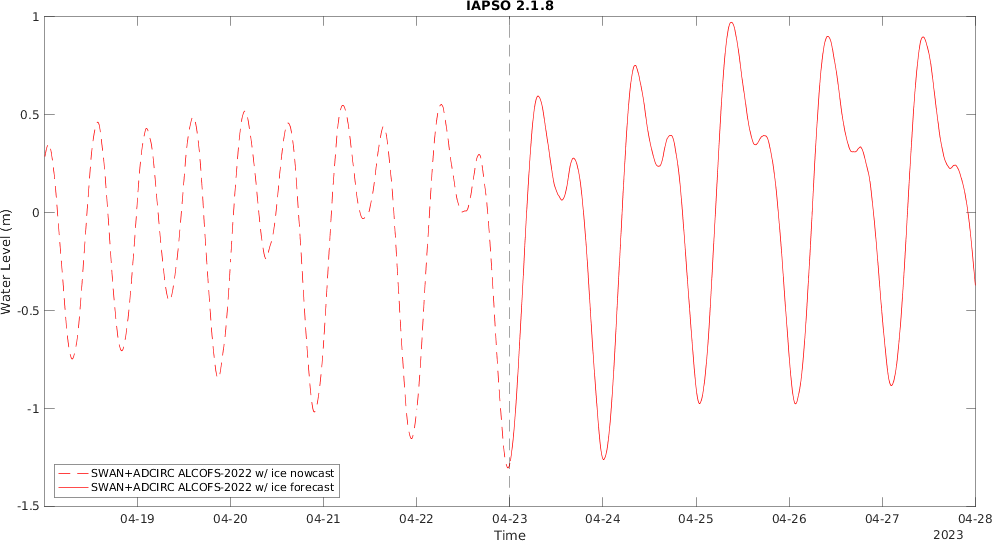 IAPSO 2.1.8
1
0.5
0
-0.5
-1
-1.5
Water Level (m)
SWAN+ADCIRC ALCOFS-2022 w/ ice nowcast
SWAN+ADCIRC ALCOFS-2022 w/ ice forecast
04-19 04-20 04-21 04-22 04-23 04-24 04-25 04-26 04-27 04-28
Time
2023